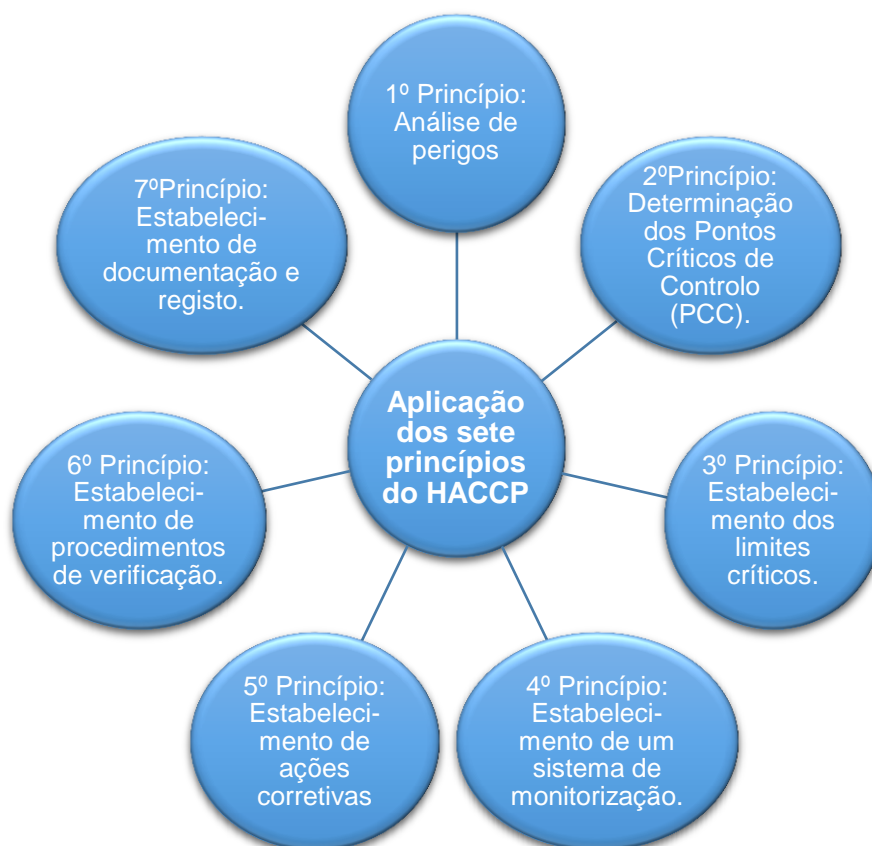 1º Princípio:
Análise de
perigos
2ºPrincípio:
Determinação
dos Pontos
Críticos de
Controlo
(PCC).
3º Princípio:
Estabeleci-
mento dos
limites
críticos.
4º Princípio:
Estabeleci-
mento de um
sistema de
monitorização.
5º Princípio:
Estabeleci-
mento de
ações
corretivas
6º Princípio:
Estabeleci-
mento de
procedimentos
de verificação.
7ºPrincípio:
Estabeleci-
mento de
documentação e
registo.
Aplicação
dos sete
princípios
do HACCP